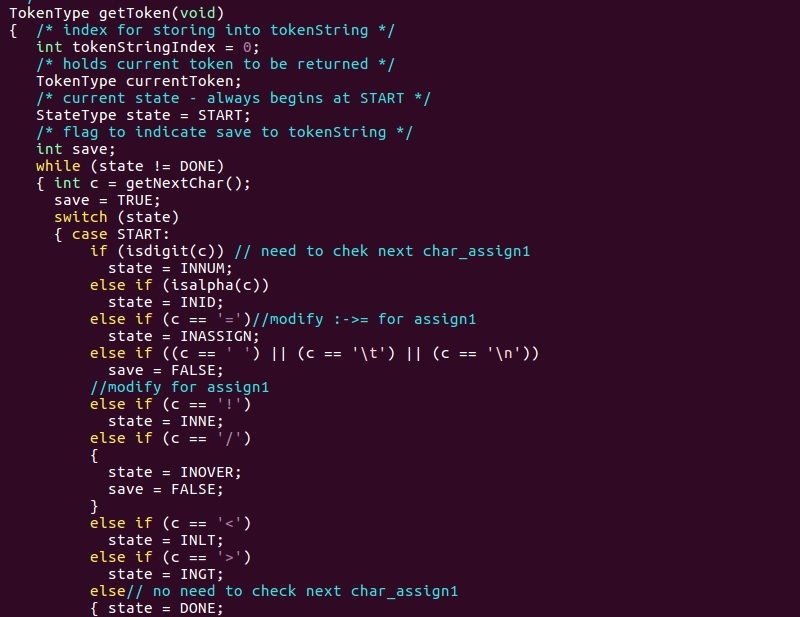 TokenType getToken(void)
{  /* index for storing into tokenString */
   int tokenStringIndex = 0;
   /* holds current token to be returned */
   TokenType currentToken;
   /* current state - always begins at START */
   StateType state = START;
   /* flag to indicate save to tokenString */
   int save;
   while (state != DONE)
   { int c = getNextChar();
     save = TRUE;
     switch (state)
     { case START:
         if (isdigit(c)) // need to chek next char_assign1
           state = INNUM;
         else if (isalpha(c))
           state = INID;
         else if (c == '=')//modify :->= for assign1
           state = INASSIGN;
         else if ((c == ' ') || (c == '\t') || (c == '\n'))
           save = FALSE;
         //modify for assign1
         else if (c == '!')
           state = INNE;
         else if (c == '/')
         {
           state = INOVER;
           save = FALSE;
         }
         else if (c == '<')
           state = INLT;
         else if (c == '>')
           state = INGT;
         else// no need to check next char_assign1
         { state = DONE;